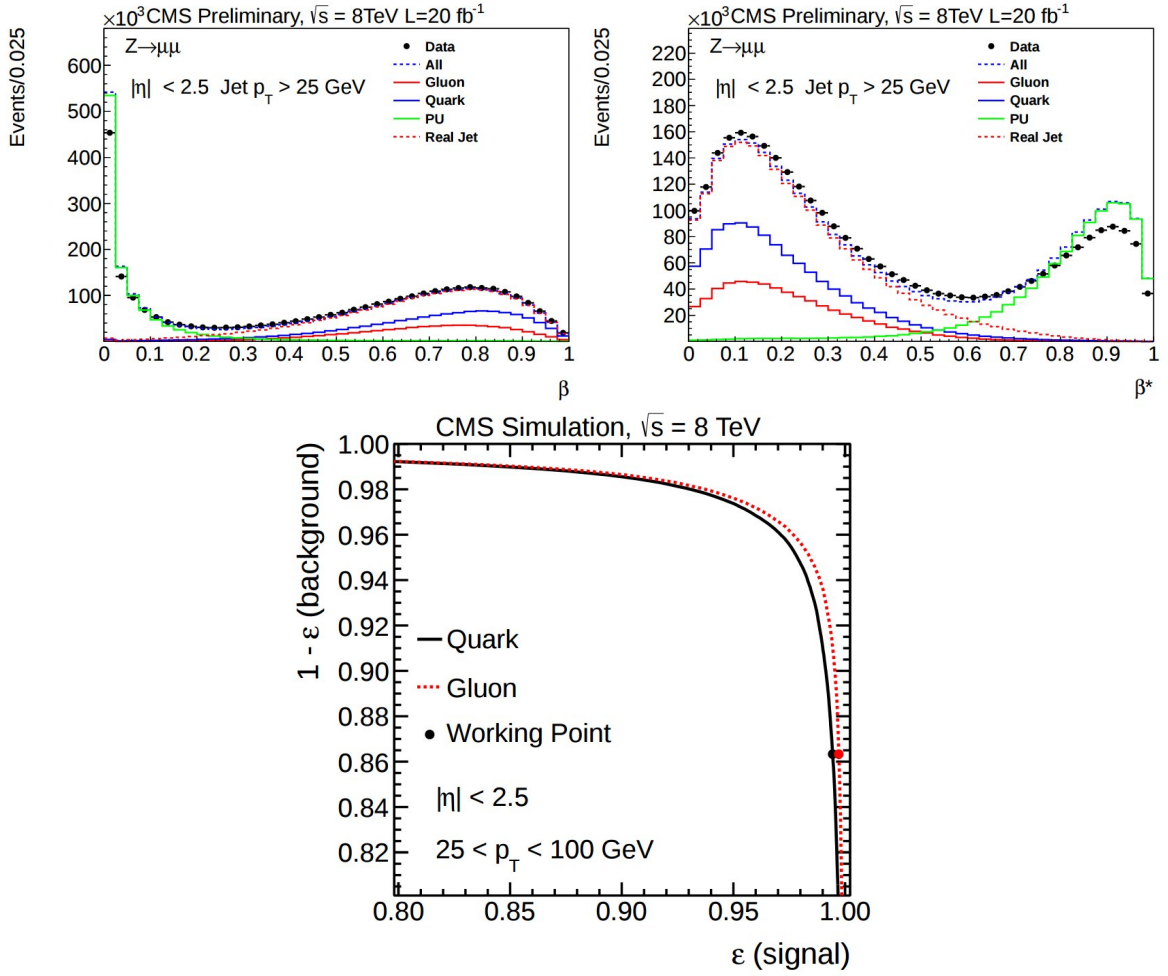 ×10³ CMS Preliminary, √s = 8TeV L=20 fb⁻¹
Events/0.025
Z→μμ
|η| < 2.5 Jet p_T > 25 GeV
Data
All
Gluon
Quark
PU
Real Jet
600
500
400
300
200
100
0 0.1 0.2 0.3 0.4 0.5 0.6 0.7 0.8 0.9 1
β
×10³ CMS Preliminary, √s = 8TeV L=20 fb⁻¹
Events/0.025
Z→μμ
|η| < 2.5 Jet p_T > 25 GeV
Data
All
Gluon
Quark
PU
Real Jet
220
200
180
160
140
120
100
80
60
40
20
0 0.1 0.2 0.3 0.4 0.5 0.6 0.7 0.8 0.9 1
β*
CMS Simulation, √s = 8 TeV
1 - ε (background)
1.00
0.98
0.96
0.94
0.92
0.90
0.88
0.86
0.84
0.82
Quark
Gluon
Working Point
|η| < 2.5
25 < p_T < 100 GeV
0.80 0.85 0.90 0.95 1.00
ε (signal)